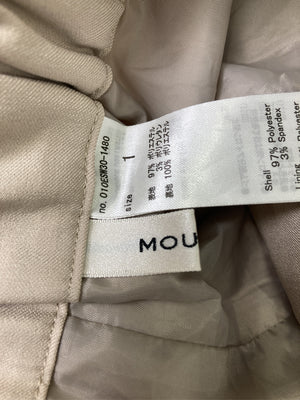 no. 010ESW30-1480
size 1
表地 97% ポリエステル
3% ポリウレタン
裏地 100% ポリエステル
Shell
97% Polyester
3% Spandex
Lining
MOU